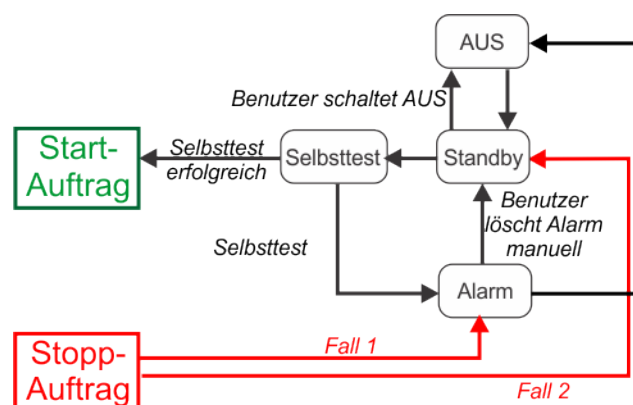 AUS
Benutzer schaltet AUS
Start-
Auftrag
Selbsttest
erfolgreich
Selbsttest
Standby
Benutzer
löscht Alarm
manuell
Selbsttest
Alarm
Stopp-
Auftrag
Fall 1
Fall 2